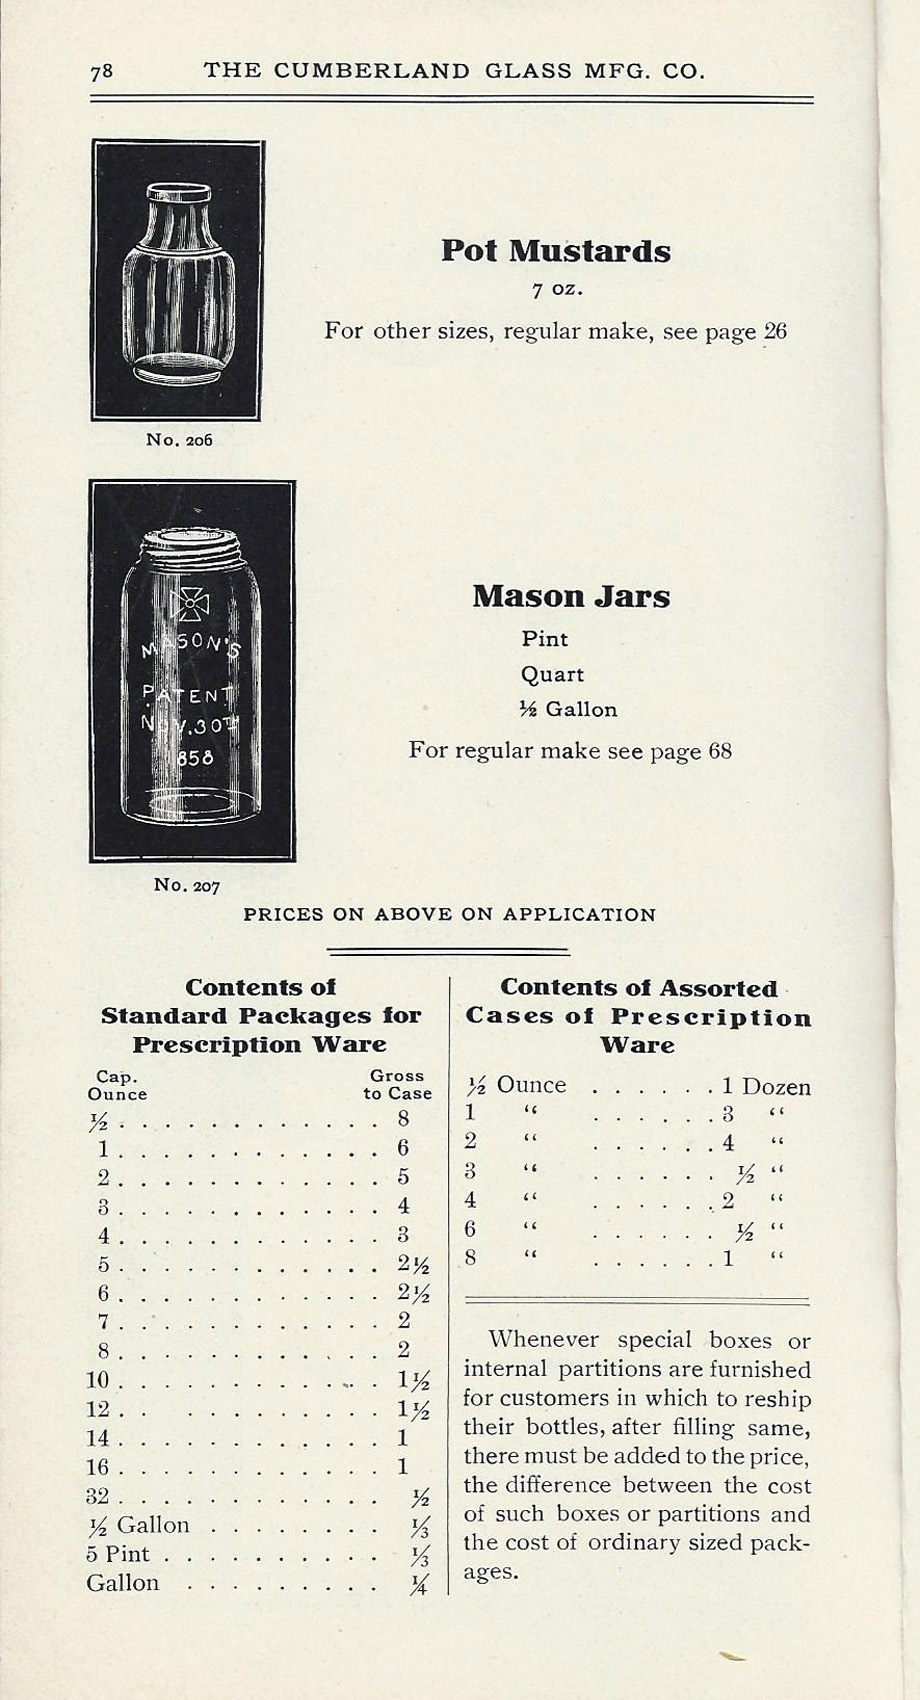 78 THE CUMBERLAND GLASS MFG. CO.
Pot Mustards
7 oz.
For other sizes, regular make, see page 26
No. 206
MASON'S
PATENT
NOV. 30TH
1858
Mason Jars
Pint
Quart
½ Gallon
For regular make see page 68
No. 207
PRICES ON ABOVE ON APPLICATION
Contents of
Standard Packages for
Prescription Ware
Cap. Gross
Ounce to Case
½ . . . . . . . . . . . . 8
1 . . . . . . . . . . . . 6
2 . . . . . . . . . . . . 5
3 . . . . . . . . . . . . 4
4 . . . . . . . . . . . . 3
5 . . . . . . . . . . . . 2½
6 . . . . . . . . . . . . 2½
7 . . . . . . . . . . . . 2
8 . . . . . . . . . . . . 2
10 . . . . . . . . . . . . 1½
12 . . . . . . . . . . . . 1½
14 . . . . . . . . . . . . 1
16 . . . . . . . . . . . . 1
32 . . . . . . . . . . . . ½
½ Gallon . . . . . . . . ⅓
5 Pint . . . . . . . . . . ⅓
Gallon . . . . . . . . . ¼
Contents of Assorted
Cases of Prescription
Ware
½ Ounce . . . . . . 1 Dozen
1 “ . . . . . . 3 “
2 “ . . . . . . 4 “
3 “ . . . . . . ½ “
4 “ . . . . . . 2 “
6 “ . . . . . . ½ “
8 “ . . . . . . 1 “
Whenever special boxes or
internal partitions are furnished
for customers in which to reship
their bottles, after filling same,
there must be added to the price,
the difference between the cost
of such boxes or partitions and
the cost of ordinary sized pack-
ages.